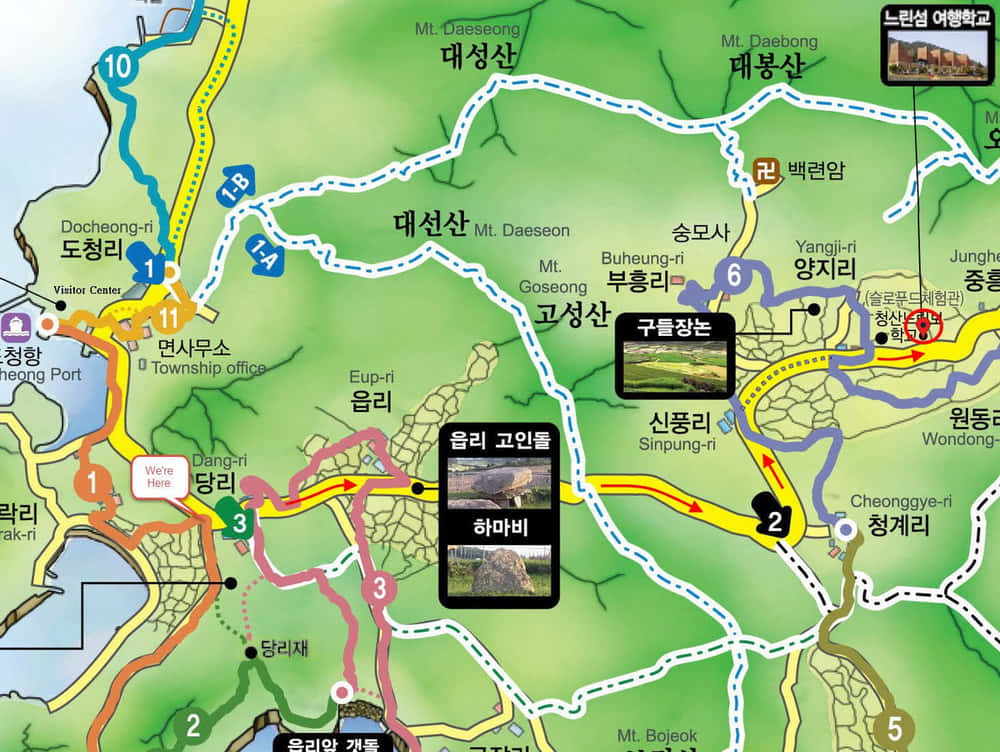 느린섬 여행학교
10
Mt. Daeseong
대성산
Mt. Daebong
대봉산
백련암
1-B
1-A
Docheong-ri
도청리
1
Visitor Center
11
면사무소
Township office
대선산
Mt. Daeseon
Mt.
Goseong
고성산
숭모사
Buheung-ri
부흥리
6
Yangji-ri
양지리
(슬로푸드체험관)
학교
구들장논
신풍리
Sinpung-ri
원동리
Wondong-
Junghe
중흥
도청항
heong Port
Eup-ri
읍리
Dang-ri
당리
We're
Here
1
3
읍리 고인돌
하마비
2
Cheonggye-ri
청계리
락리
rak-ri
3
당리재
2
5
읍리앞 갯돌
Mt. Bojeok